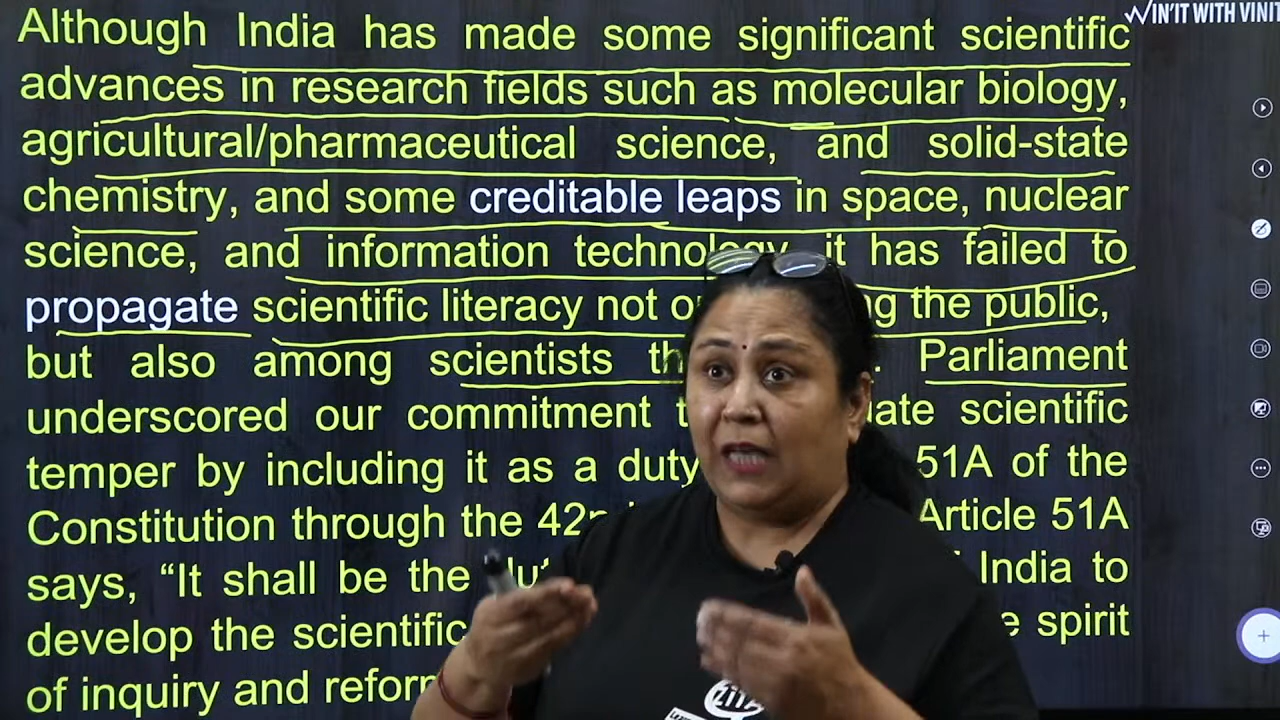 Although India has made some significant scientific
WIN'IT WITH VINIT
advances in research fields such as molecular biology,
agricultural/pharmaceutical science, and solid-state
chemistry, and some creditable leaps in space, nuclear
science, and information technology, it has failed to
propagate scientific literacy not the public,
but also among scientists Parliament
underscored our commitment scientific
temper by including it as a duty 51A of the
Constitution through the Article 51A
says, “It shall be the India to
develop the scientific spirit
of inquiry and